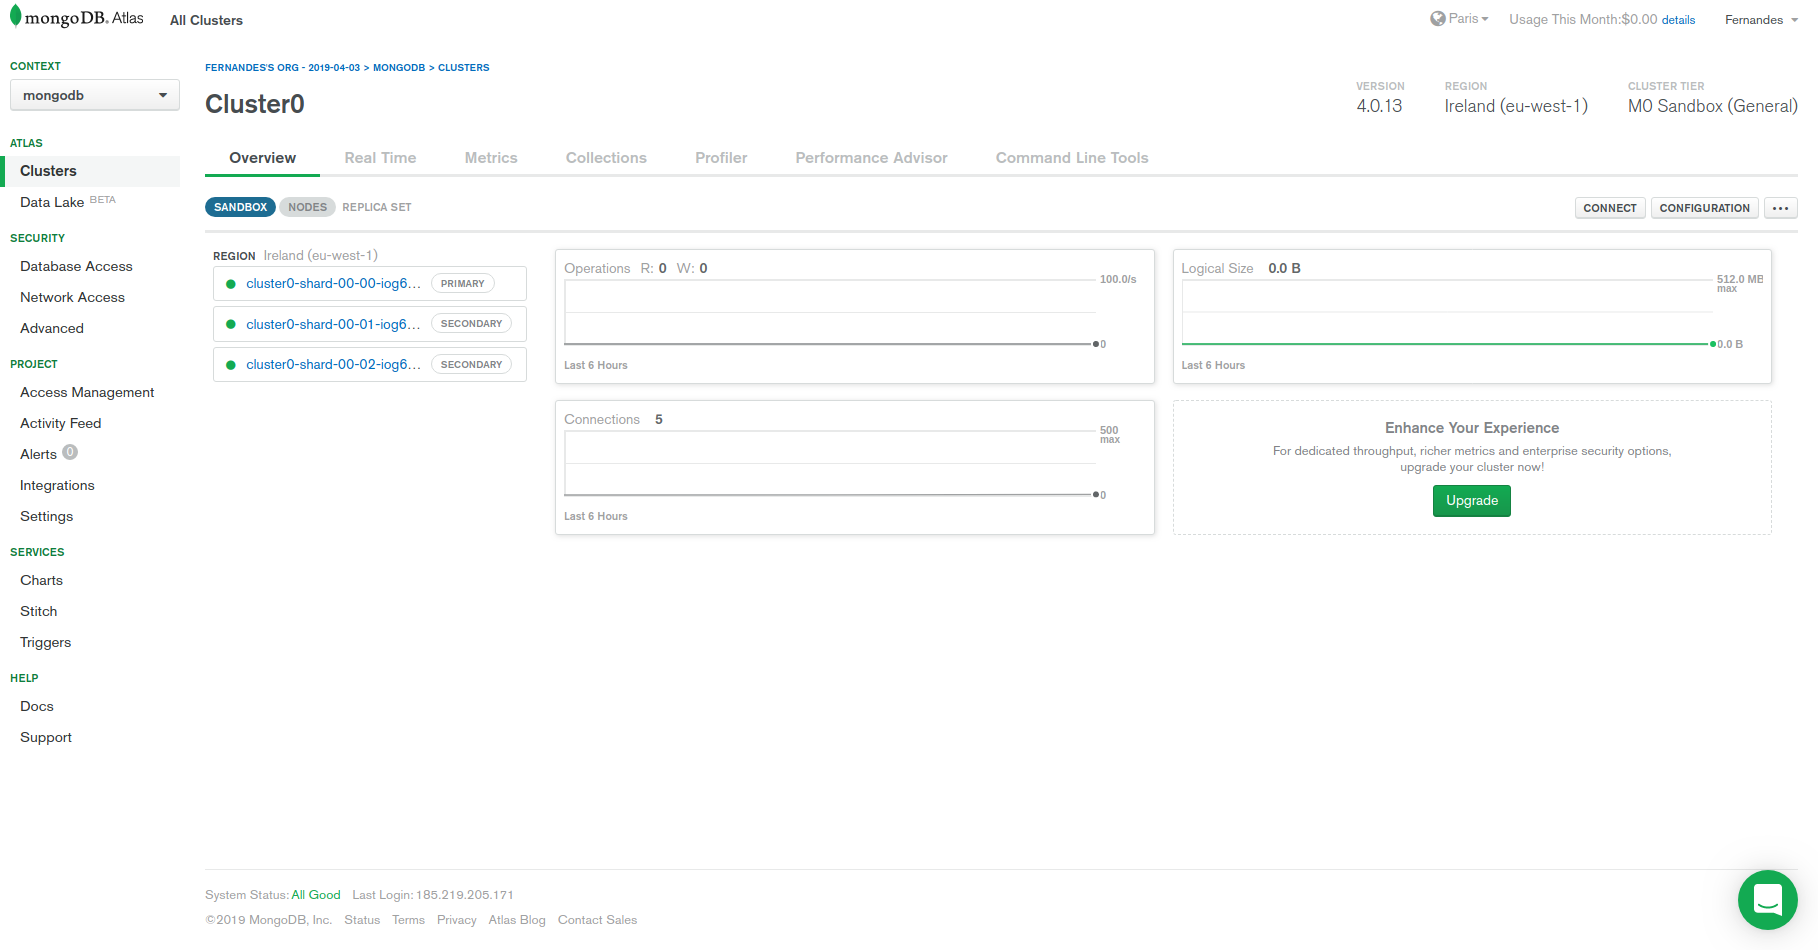 mongoDB. Atlas
All Clusters
Paris
Usage This Month:$0.00 details
Fernandes
CONTEXT
mongodb
ATLAS
Clusters
Data Lake BETA
SECURITY
Database Access
Network Access
Advanced
PROJECT
Access Management
Activity Feed
Alerts 0
Integrations
Settings
SERVICES
Charts
Stitch
Triggers
HELP
Docs
Support
FERNANDES'S ORG - 2019-04-03 > MONGODB > CLUSTERS
Cluster0
VERSION
4.0.13
REGION
Ireland (eu-west-1)
CLUSTER TIER
M0 Sandbox (General)
Overview
Real Time
Metrics
Collections
Profiler
Performance Advisor
Command Line Tools
SANDBOX
NODES
REPLICA SET
CONNECT
CONFIGURATION
...
REGION Ireland (eu-west-1)
cluster0-shard-00-00-iog6... PRIMARY
cluster0-shard-00-01-iog6... SECONDARY
cluster0-shard-00-02-iog6... SECONDARY
Operations R: 0 W: 0
100.0/s
0
Last 6 Hours
Logical Size 0.0 B
512.0 MB
max
0.0 B
Last 6 Hours
Connections 5
500
max
0
Last 6 Hours
Enhance Your Experience
For dedicated throughput, richer metrics and enterprise security options,
upgrade your cluster now!
Upgrade
System Status: All Good Last Login: 185.219.205.171
©2019 MongoDB, Inc. Status Terms Privacy Atlas Blog Contact Sales